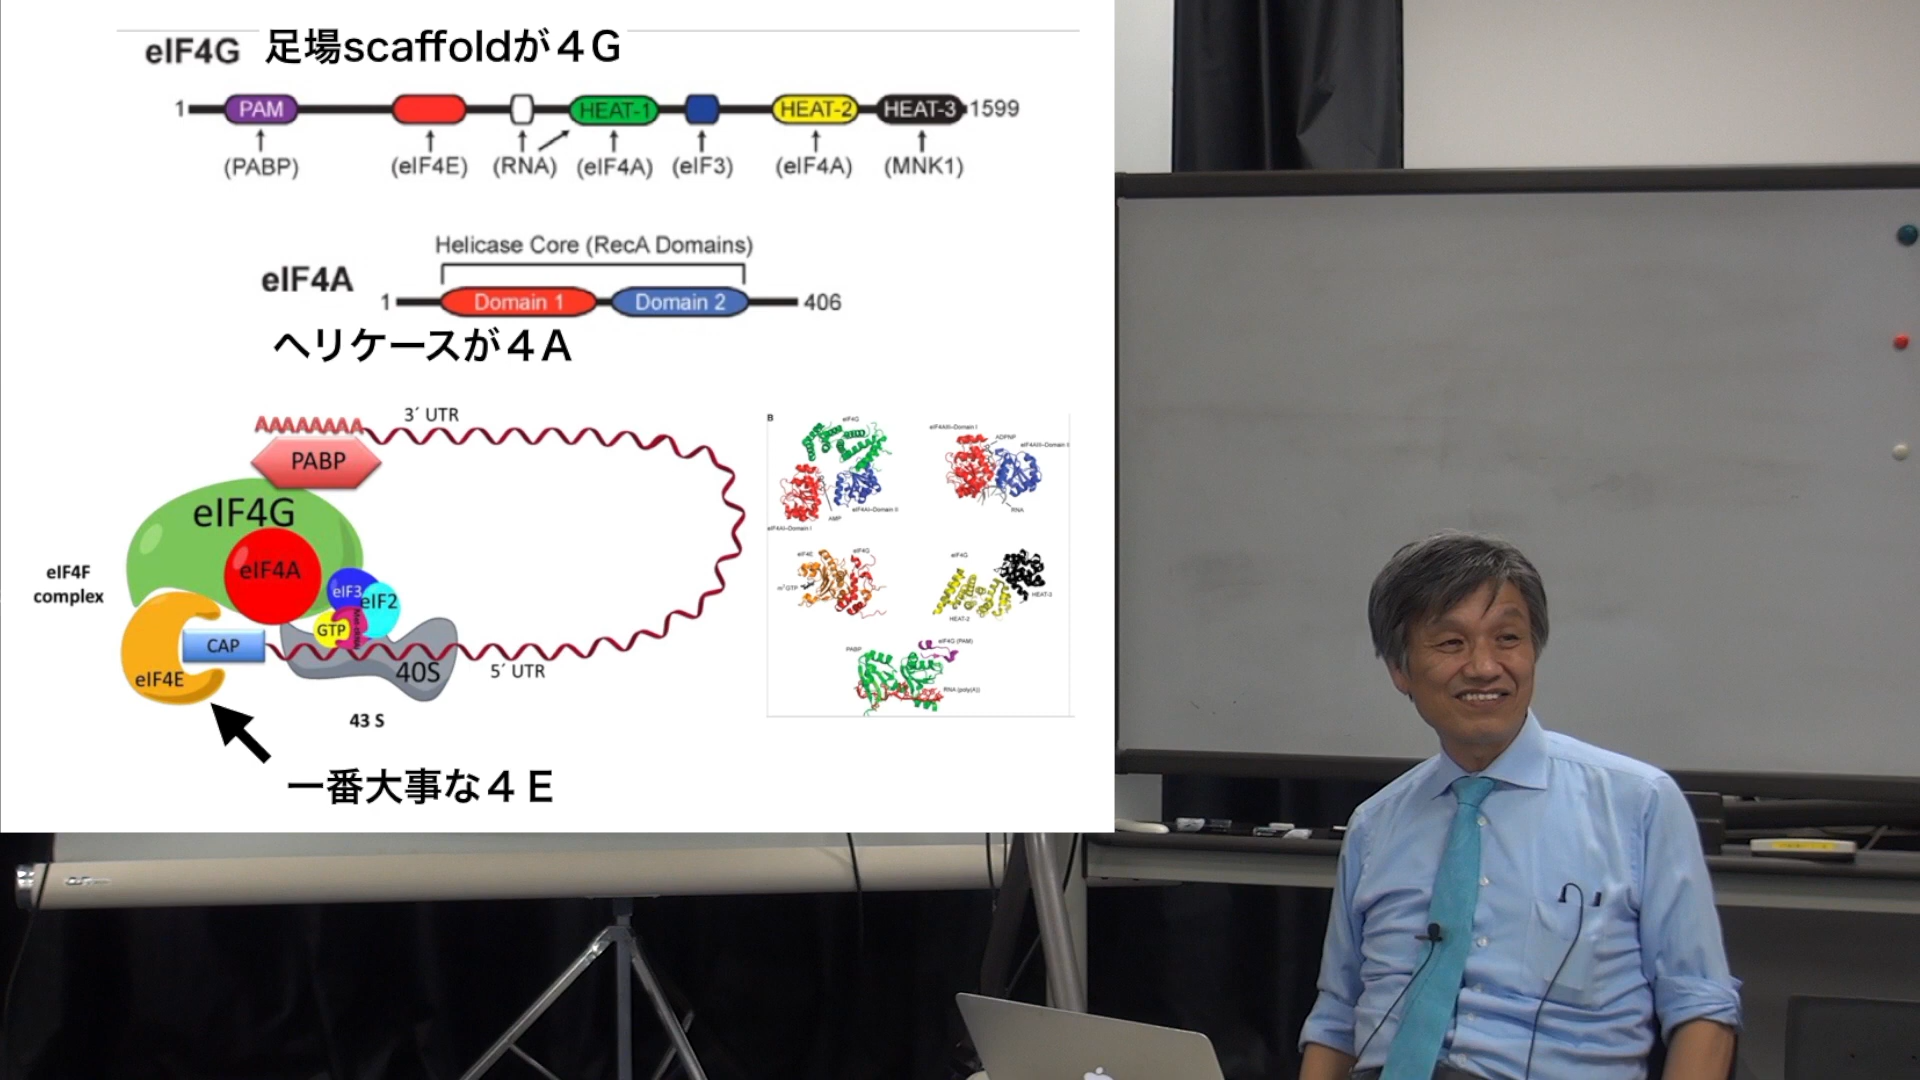 eIF4G 足場scaffoldが４G
1 PAM HEAT-1 HEAT-2 HEAT-3 1599
(PABP) (eIF4E) (RNA) (eIF4A) (eIF3) (eIF4A) (MNK1)
Helicase Core (RecA Domains)
eIF4A 1 Domain 1 Domain 2 406
ヘリケースが４A
AAAAAAAA 3´ UTR
PABP
eIF4G
eIF4A
eIF4F
complex
eIF3
eIF2
GTP
CAP
eIF4E
40S
5´ UTR
43 S
一番大事な４E
B
eIF4G
AMP
eIF4AI-Domain I
eIF4AI-Domain II
eIF4AIII-Domain I
ADPNP
eIF4AIII-Domain II
RNA
eIF4E
eIF4G
m⁷GTP
eIF4G
HEAT-3
HEAT-2
PABP
eIF4G (PAM)
RNA (poly(A))